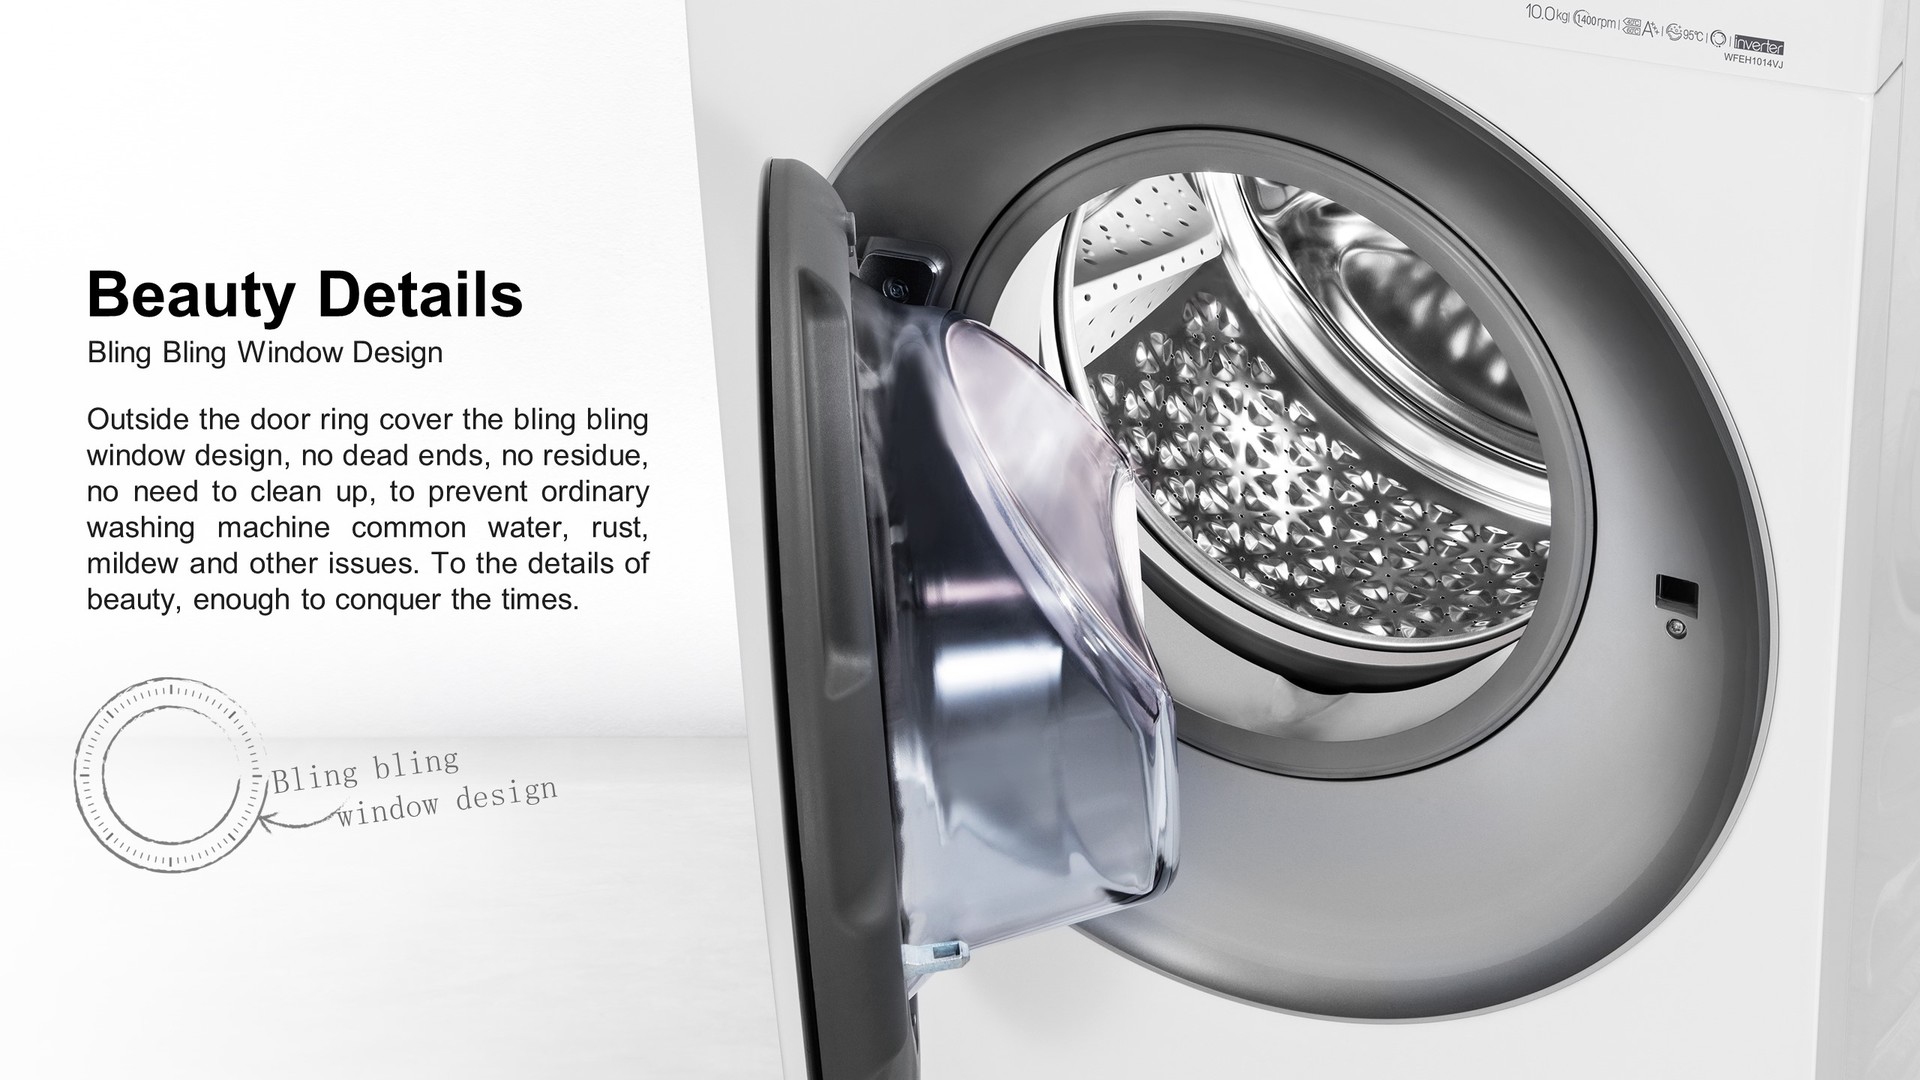 10.0kg| 1400rpm| A+++ | 95℃ | | inverter
WFEH1014VJ
Beauty Details
Bling Bling Window Design
Outside the door ring cover the bling bling
window design, no dead ends, no residue,
no need to clean up, to prevent ordinary
washing machine common water, rust,
mildew and other issues. To the details of
beauty, enough to conquer the times.
Bling bling
window design